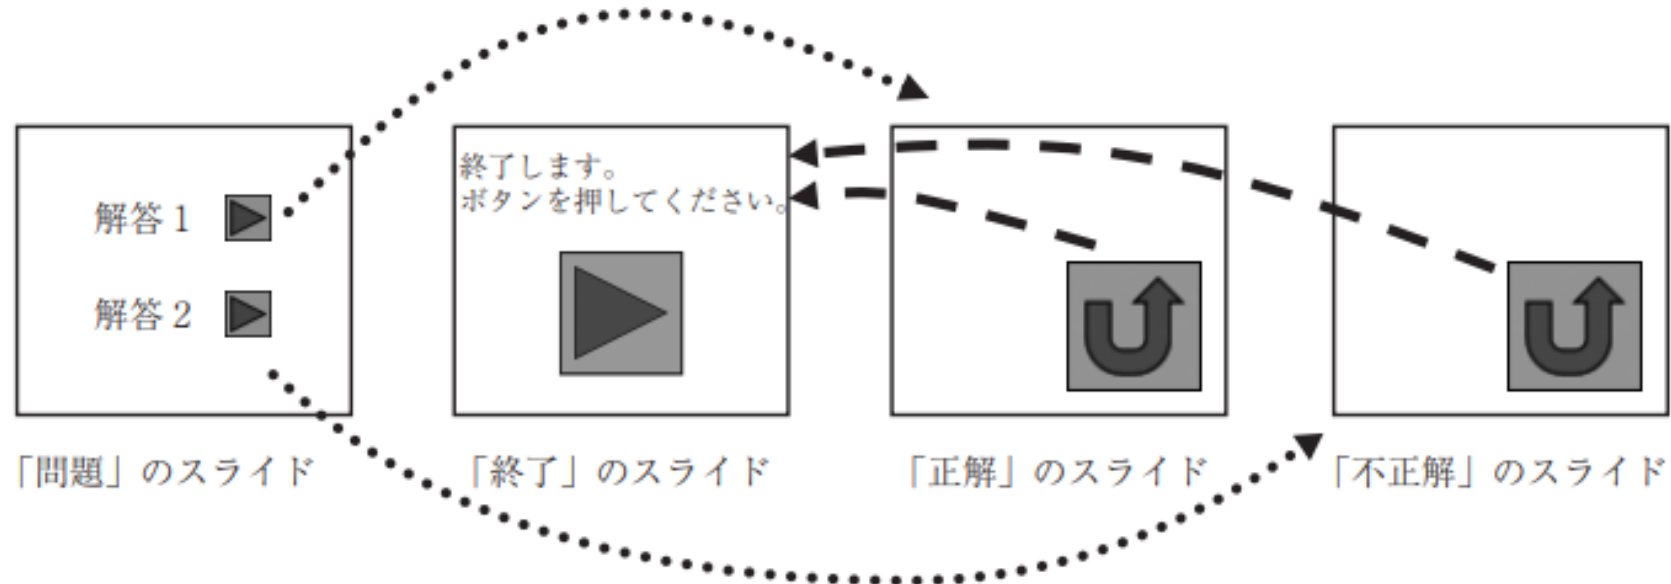 終了します。
ボタンを押してください。
解答 1
解答 2
「問題」のスライド
「終了」のスライド
「正解」のスライド
「不正解」のスライド